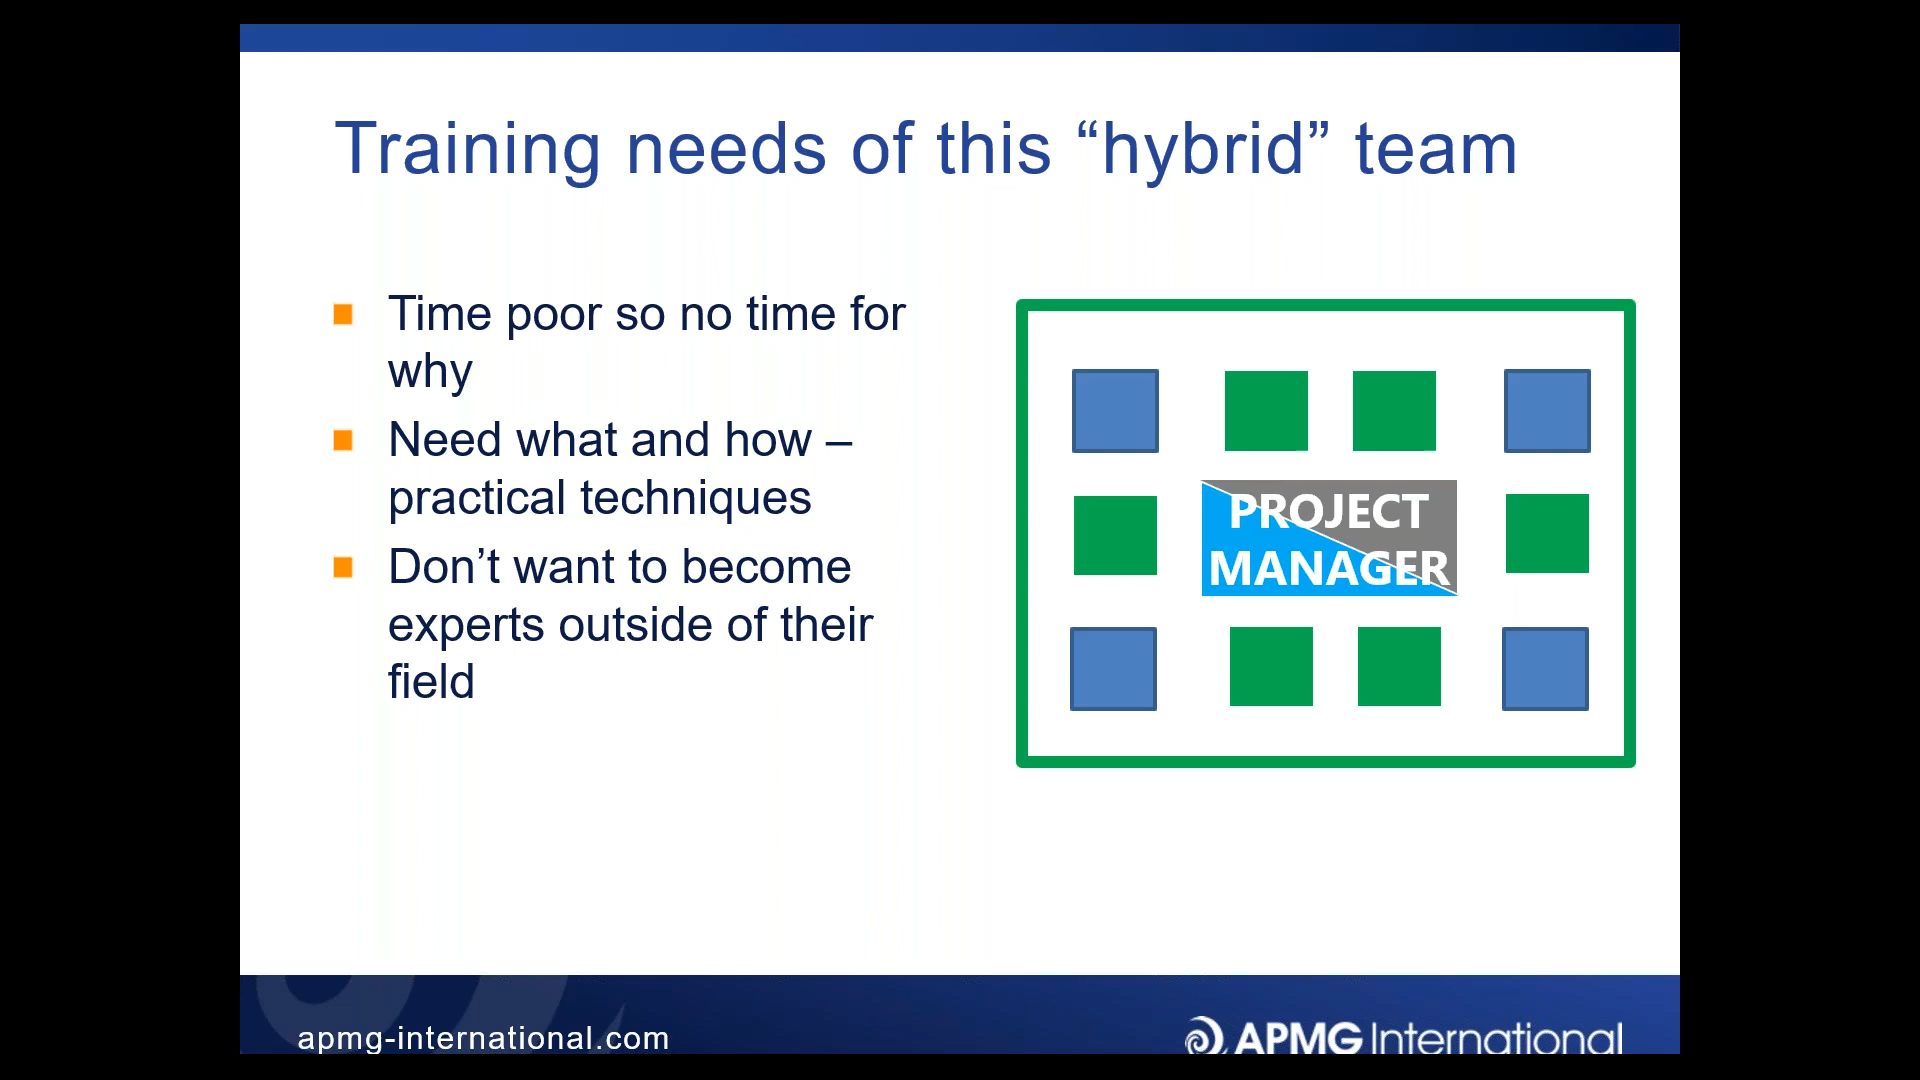 Training needs of this “hybrid” team
Time poor so no time for
why
Need what and how –
practical techniques
Don’t want to become
experts outside of their
field
PROJECT
MANAGER
apmg-international.com
APMG International